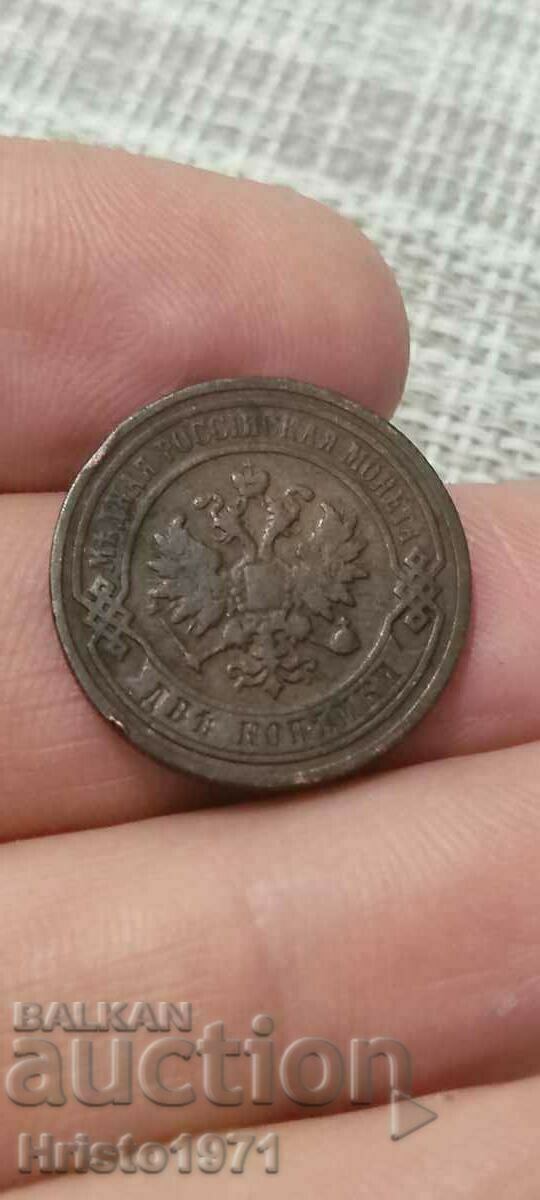 МѢДНАЯ РОССІЙСКАЯ МОНЕТА
ДВѢ КОПѢЙКИ
BALKAN
auction
Hristo1971